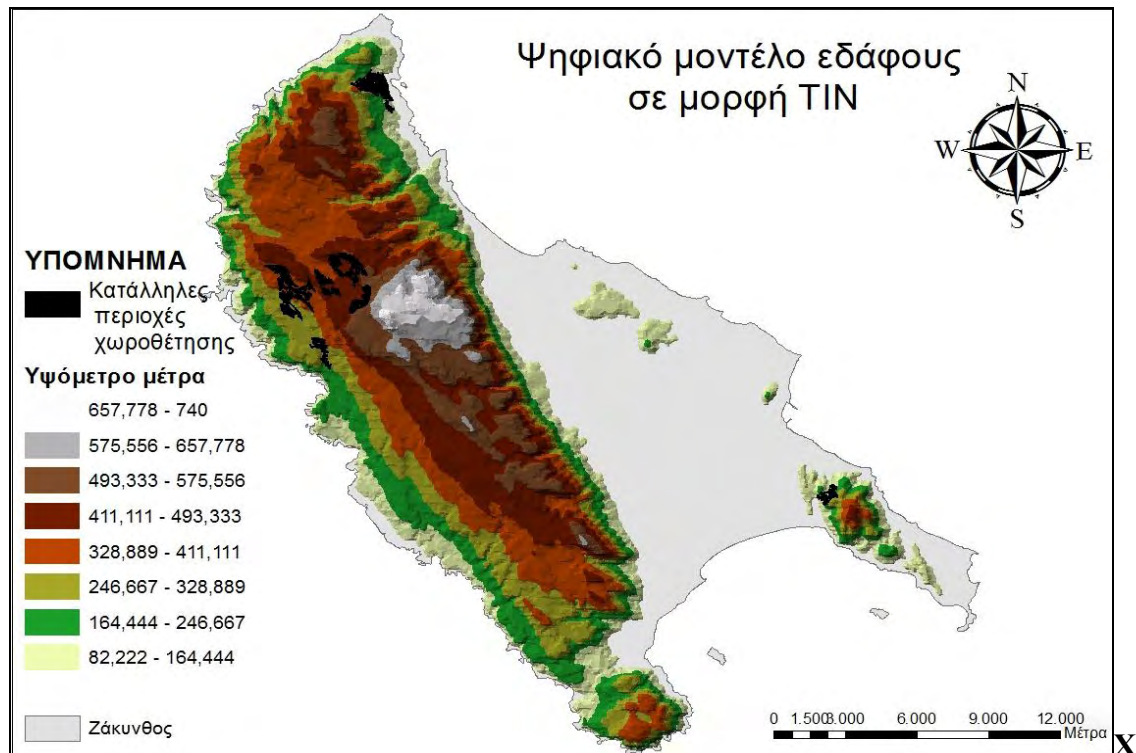 Ψηφιακό μοντέλο εδάφους
σε μορφή TIN
N
W E
S
ΥΠΟΜΝΗΜΑ
Κατάλληλες
περιοχές
χωροθέτησης
Υψόμετρο μέτρα
657,778 - 740
575,556 - 657,778
493,333 - 575,556
411,111 - 493,333
328,889 - 411,111
246,667 - 328,889
164,444 - 246,667
82,222 - 164,444
Ζάκυνθος
0 1.500 3.000 6.000 9.000 12.000
Μέτρα
X